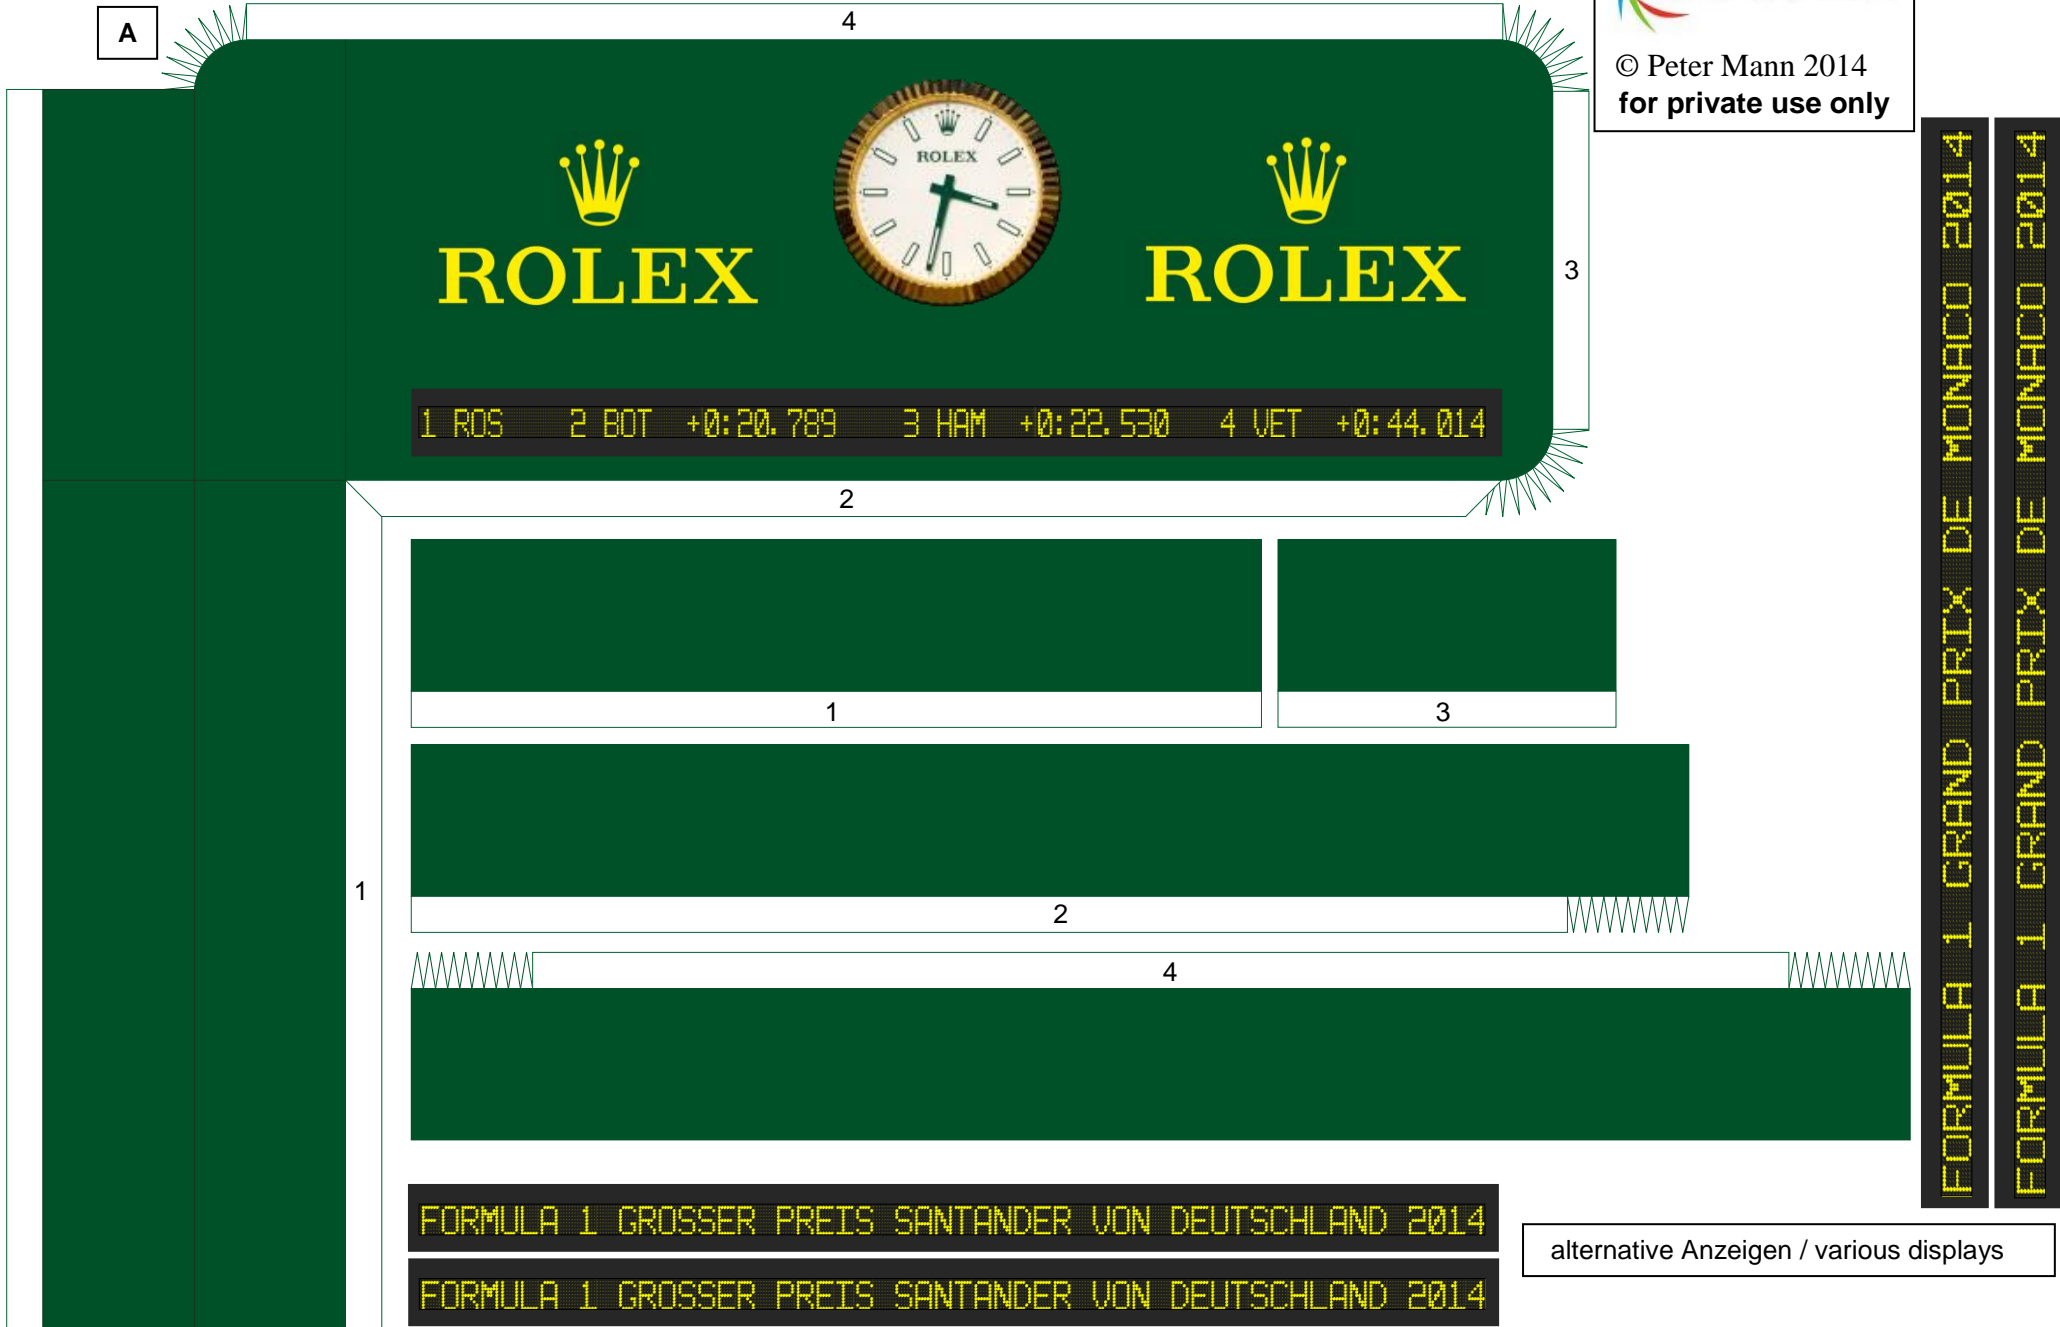 A
4
© Peter Mann 2014
for private use only
ROLEX
ROLEX
ROLEX
3
1 ROS 2 BOT +0:20.789 3 HAM +0:22.530 4 VET +0:44.014
2
1
3
1
2
4
FORMULA 1 GRAND PRIX DE MONACO 2014
FORMULA 1 GRAND PRIX DE MONACO 2014
FORMULA 1 GROSSER PREIS SANTANDER VON DEUTSCHLAND 2014
alternative Anzeigen / various displays
FORMULA 1 GROSSER PREIS SANTANDER VON DEUTSCHLAND 2014